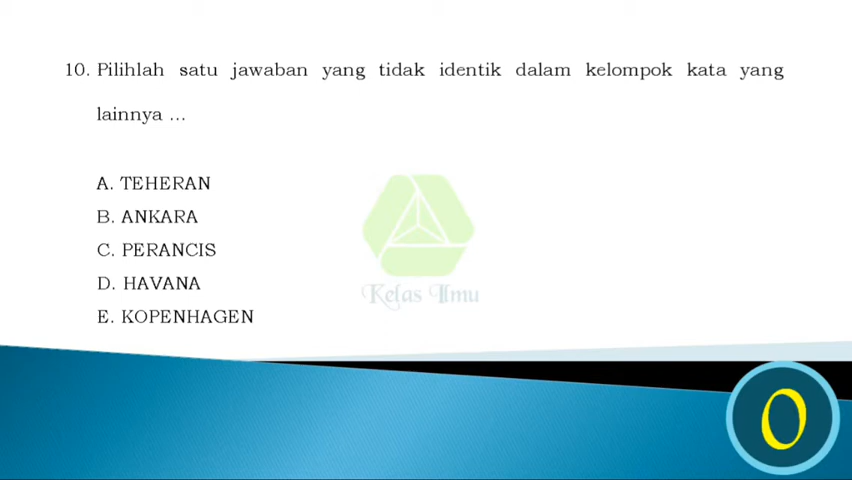 10. Pilihlah satu jawaban yang tidak identik dalam kelompok kata yang
lainnya ...
A. TEHERAN
B. ANKARA
C. PERANCIS
D. HAVANA
E. KOPENHAGEN
Kelas Ilmu
0